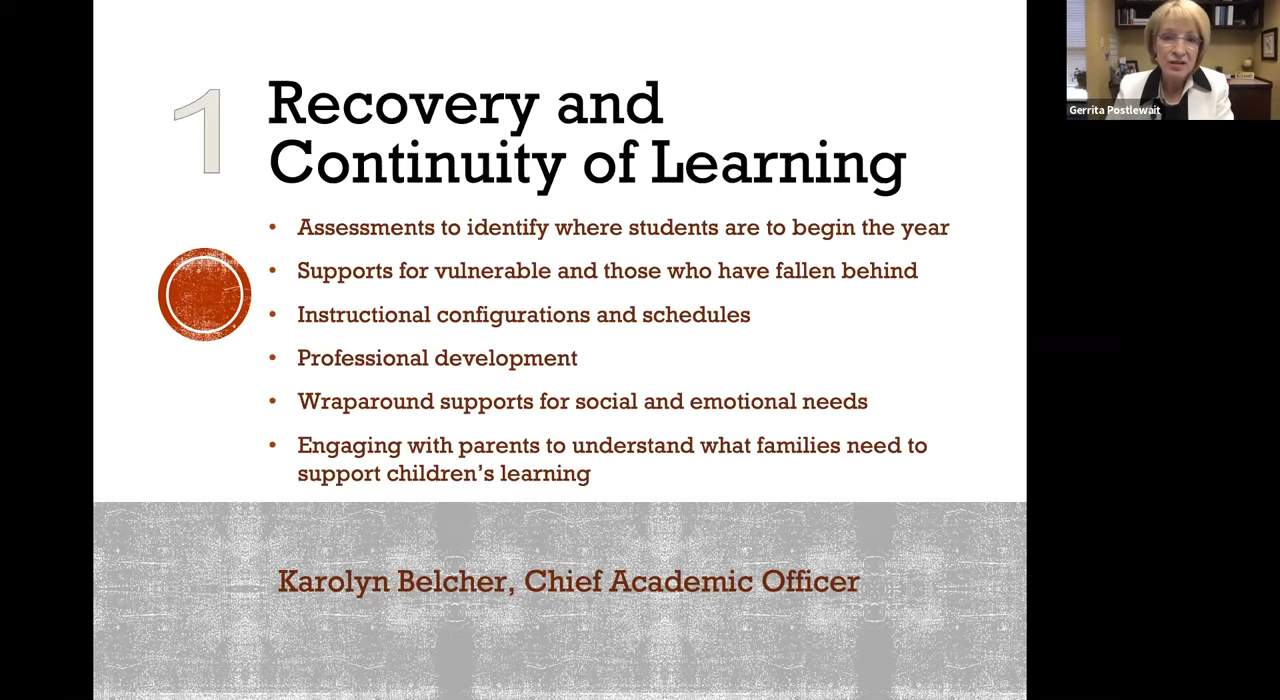 1
Recovery and
Continuity of Learning
• Assessments to identify where students are to begin the year
• Supports for vulnerable and those who have fallen behind
• Instructional configurations and schedules
• Professional development
• Wraparound supports for social and emotional needs
• Engaging with parents to understand what families need to
support children’s learning
Karolyn Belcher, Chief Academic Officer
Gerrita Postlewait